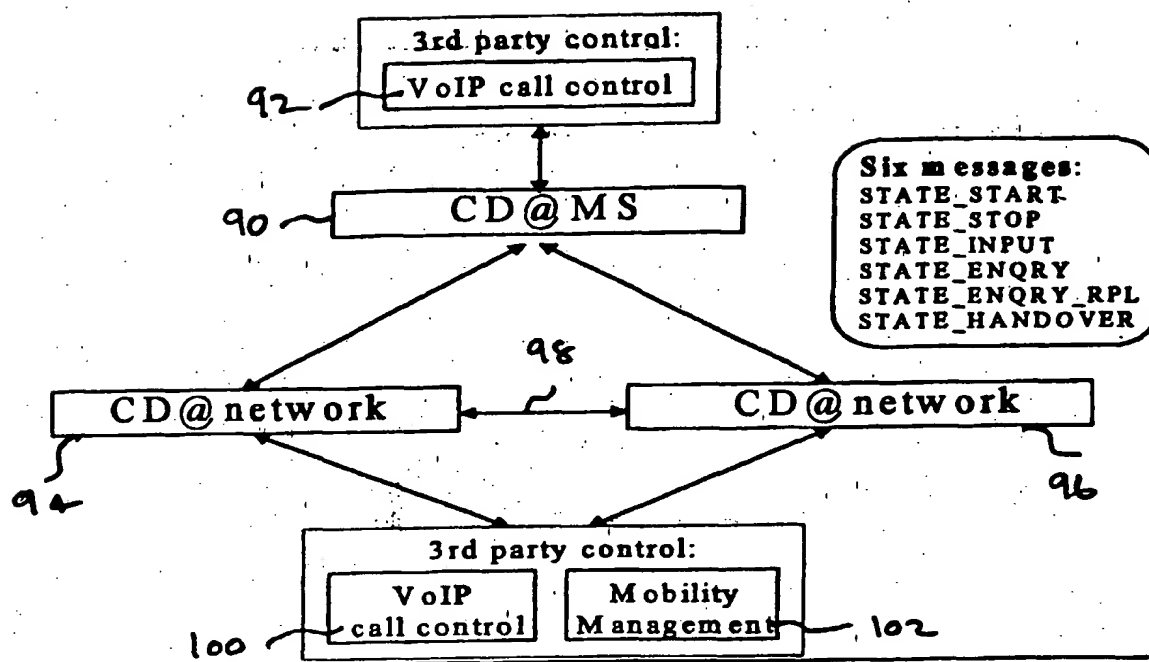 3rd party control:
92
VoIP call control
90
CD@MS
Six messages:
STATE_START
STATE_STOP
STATE_INPUT
STATE_ENQRY
STATE_ENQRY_RPL
STATE_HANDOVER
98
CD@network
CD@network
94
96
3rd party control:
VoIP
call control
Mobility
Management
100
102